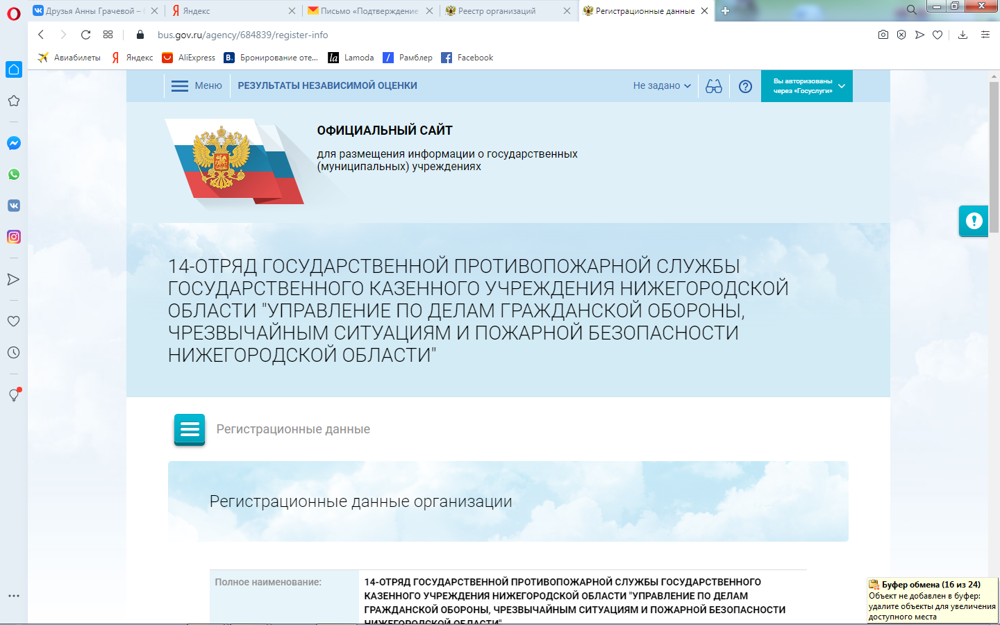 Друзья Анны Грачевой –
Яндекс
Письмо «Подтверждение
Реестр организаций
Регистрационные данные
bus.gov.ru/agency/684839/register-info
Авиабилеты
Яндекс
AliExpress
B. Бронирование оте...
la Lamoda
Рамблер
Facebook
Меню
РЕЗУЛЬТАТЫ НЕЗАВИСИМОЙ ОЦЕНКИ
Не задано
Вы авторизованы
через «Госуслуги»
ОФИЦИАЛЬНЫЙ САЙТ
для размещения информации о государственных
(муниципальных) учреждениях
14-ОТРЯД ГОСУДАРСТВЕННОЙ ПРОТИВОПОЖАРНОЙ СЛУЖБЫ
ГОСУДАРСТВЕННОГО КАЗЕННОГО УЧРЕЖДЕНИЯ НИЖЕГОРОДСКОЙ
ОБЛАСТИ "УПРАВЛЕНИЕ ПО ДЕЛАМ ГРАЖДАНСКОЙ ОБОРОНЫ,
ЧРЕЗВЫЧАЙНЫМ СИТУАЦИЯМ И ПОЖАРНОЙ БЕЗОПАСНОСТИ
НИЖЕГОРОДСКОЙ ОБЛАСТИ"
Регистрационные данные
Регистрационные данные организации
Полное наименование:
14-ОТРЯД ГОСУДАРСТВЕННОЙ ПРОТИВОПОЖАРНОЙ СЛУЖБЫ ГОСУДАРСТВЕННОГО
КАЗЕННОГО УЧРЕЖДЕНИЯ НИЖЕГОРОДСКОЙ ОБЛАСТИ "УПРАВЛЕНИЕ ПО ДЕЛАМ
ГРАЖДАНСКОЙ ОБОРОНЫ, ЧРЕЗВЫЧАЙНЫМ СИТУАЦИЯМ И ПОЖАРНОЙ БЕЗОПАСНОСТИ
НИЖЕГОРОДСКОЙ ОБЛАСТИ"
Буфер обмена (16 из 24)
Объект не добавлен в буфер:
удалите объекты для увеличения
доступного места